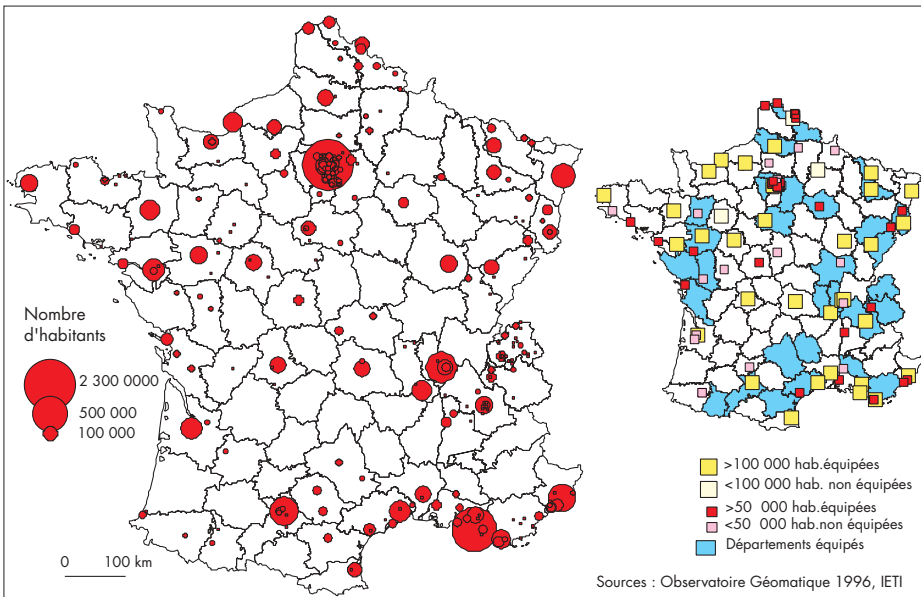 Nombre
d'habitants
2 300 0000
500 000
100 000
0 100 km
>100 000 hab.équipées
<100 000 hab. non équipées
>50 000 hab.équipées
<50 000 hab.non équipées
Départements équipés
Sources : Observatoire Géomatique 1996, IETI